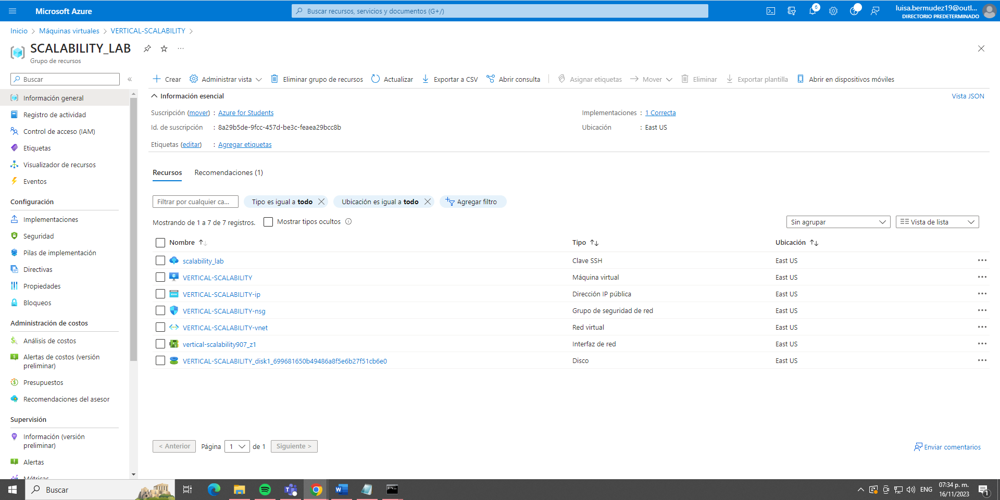 Microsoft Azure
Buscar recursos, servicios y documentos (G+/)
6
luisa.bermudez19@outl...
DIRECTORIO PREDETERMINADO
Inicio > Máquinas virtuales > VERTICAL-SCALABILITY >
SCALABILITY_LAB
Grupo de recursos
Buscar
Crear Administrar vista Eliminar grupo de recursos Actualizar Exportar a CSV Abrir consulta Asignar etiquetas Mover Eliminar Exportar plantilla Abrir en dispositivos móviles
Información general
Registro de actividad
Control de acceso (IAM)
Etiquetas
Visualizador de recursos
Eventos
Configuración
Implementaciones
Seguridad
Pilas de implementación
Directivas
Propiedades
Bloqueos
Administración de costos
Análisis de costos
Alertas de costos (versión
preliminar)
Presupuestos
Recomendaciones del asesor
Supervisión
Información (versión
preliminar)
Alertas
Métricas
Información esencial
Vista JSON
Suscripción (mover) : Azure for Students
Id. de suscripción : 8a29b5de-9fcc-457d-be3c-feaea29bcc8b
Etiquetas (editar) : Agregar etiquetas
Implementaciones : 1 Correcta
Ubicación : East US
Recursos Recomendaciones (1)
Filtrar por cualquier ca... Tipo es igual a todo Ubicación es igual a todo Agregar filtro
Mostrando de 1 a 7 de 7 registros. Mostrar tipos ocultos
Sin agrupar Vista de lista
Nombre Tipo Ubicación
scalability_lab Clave SSH East US
VERTICAL-SCALABILITY Máquina virtual East US
VERTICAL-SCALABILITY-ip Dirección IP pública East US
VERTICAL-SCALABILITY-nsg Grupo de seguridad de red East US
VERTICAL-SCALABILITY-vnet Red virtual East US
vertical-scalability907_z1 Interfaz de red East US
VERTICAL-SCALABILITY_disk1_699681650b49486a8f5e6b27f51cb6e0 Disco East US
< Anterior Página 1 de 1 Siguiente >
Enviar comentarios
Buscar
ENG
07:34 p. m.
16/11/2023
1